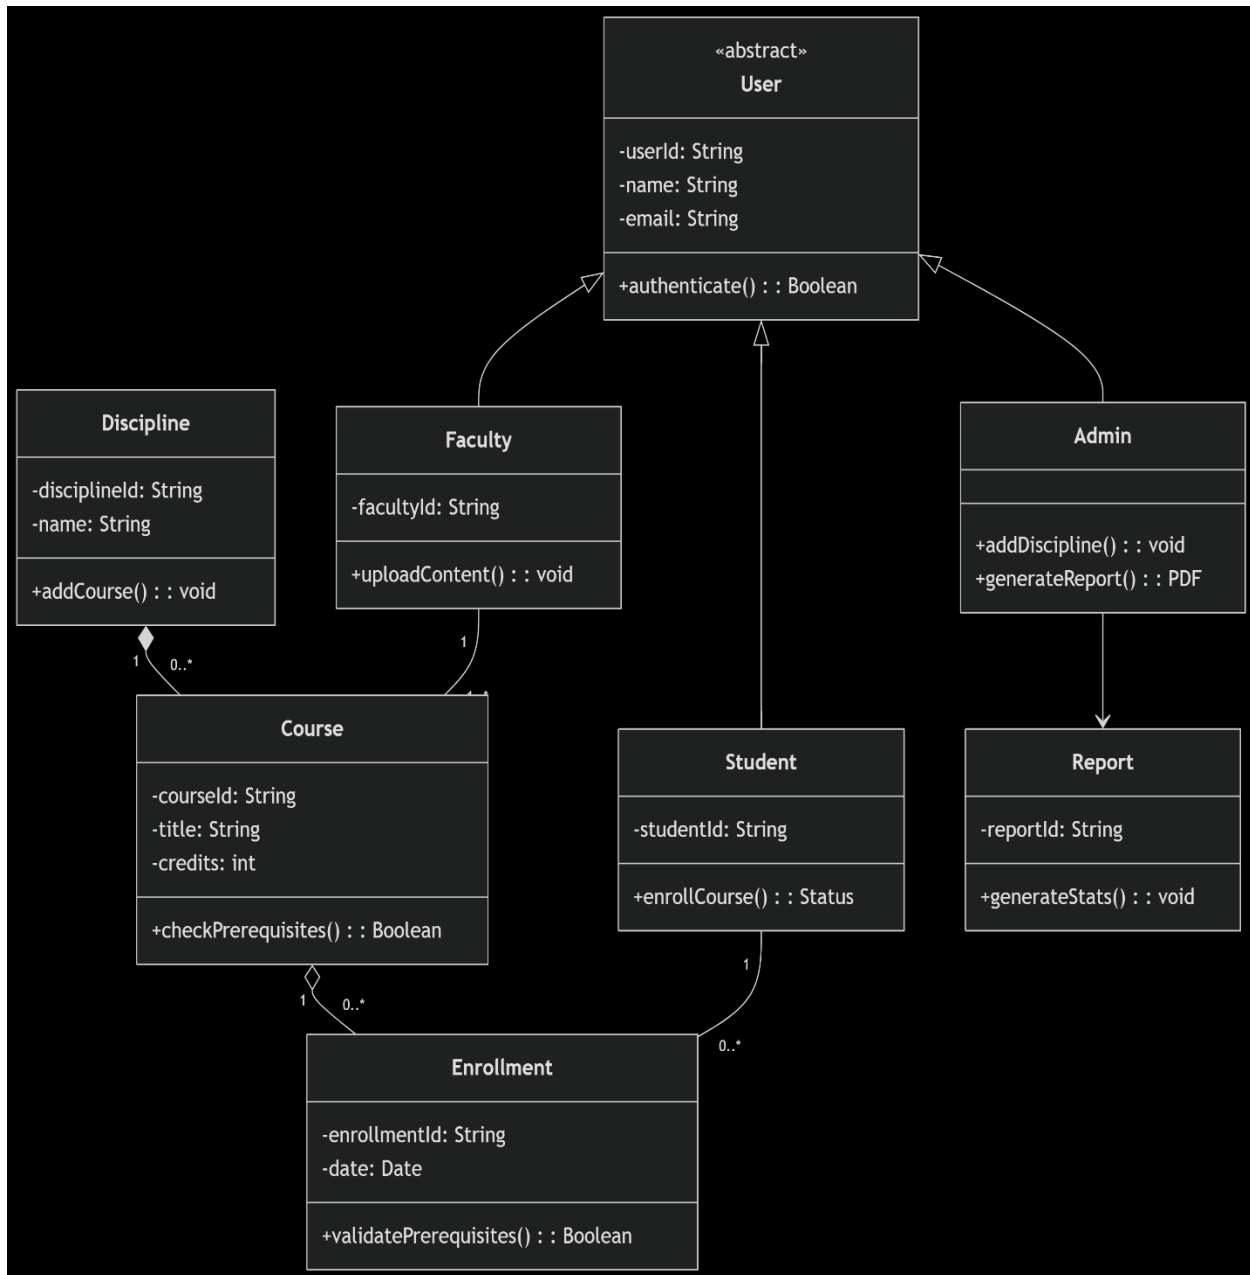 «abstract»
User
-userId: String
-name: String
-email: String
+authenticate() : : Boolean
Discipline
-disciplineId: String
-name: String
+addCourse() : : void
Faculty
-facultyId: String
+uploadContent() : : void
Admin
+addDiscipline() : : void
+generateReport() : : PDF
1
0..*
1
Course
-courseId: String
-title: String
-credits: int
+checkPrerequisites() : : Boolean
Student
-studentId: String
+enrollCourse() : : Status
Report
-reportId: String
+generateStats() : : void
1
0..*
1
0..*
Enrollment
-enrollmentId: String
-date: Date
+validatePrerequisites() : : Boolean